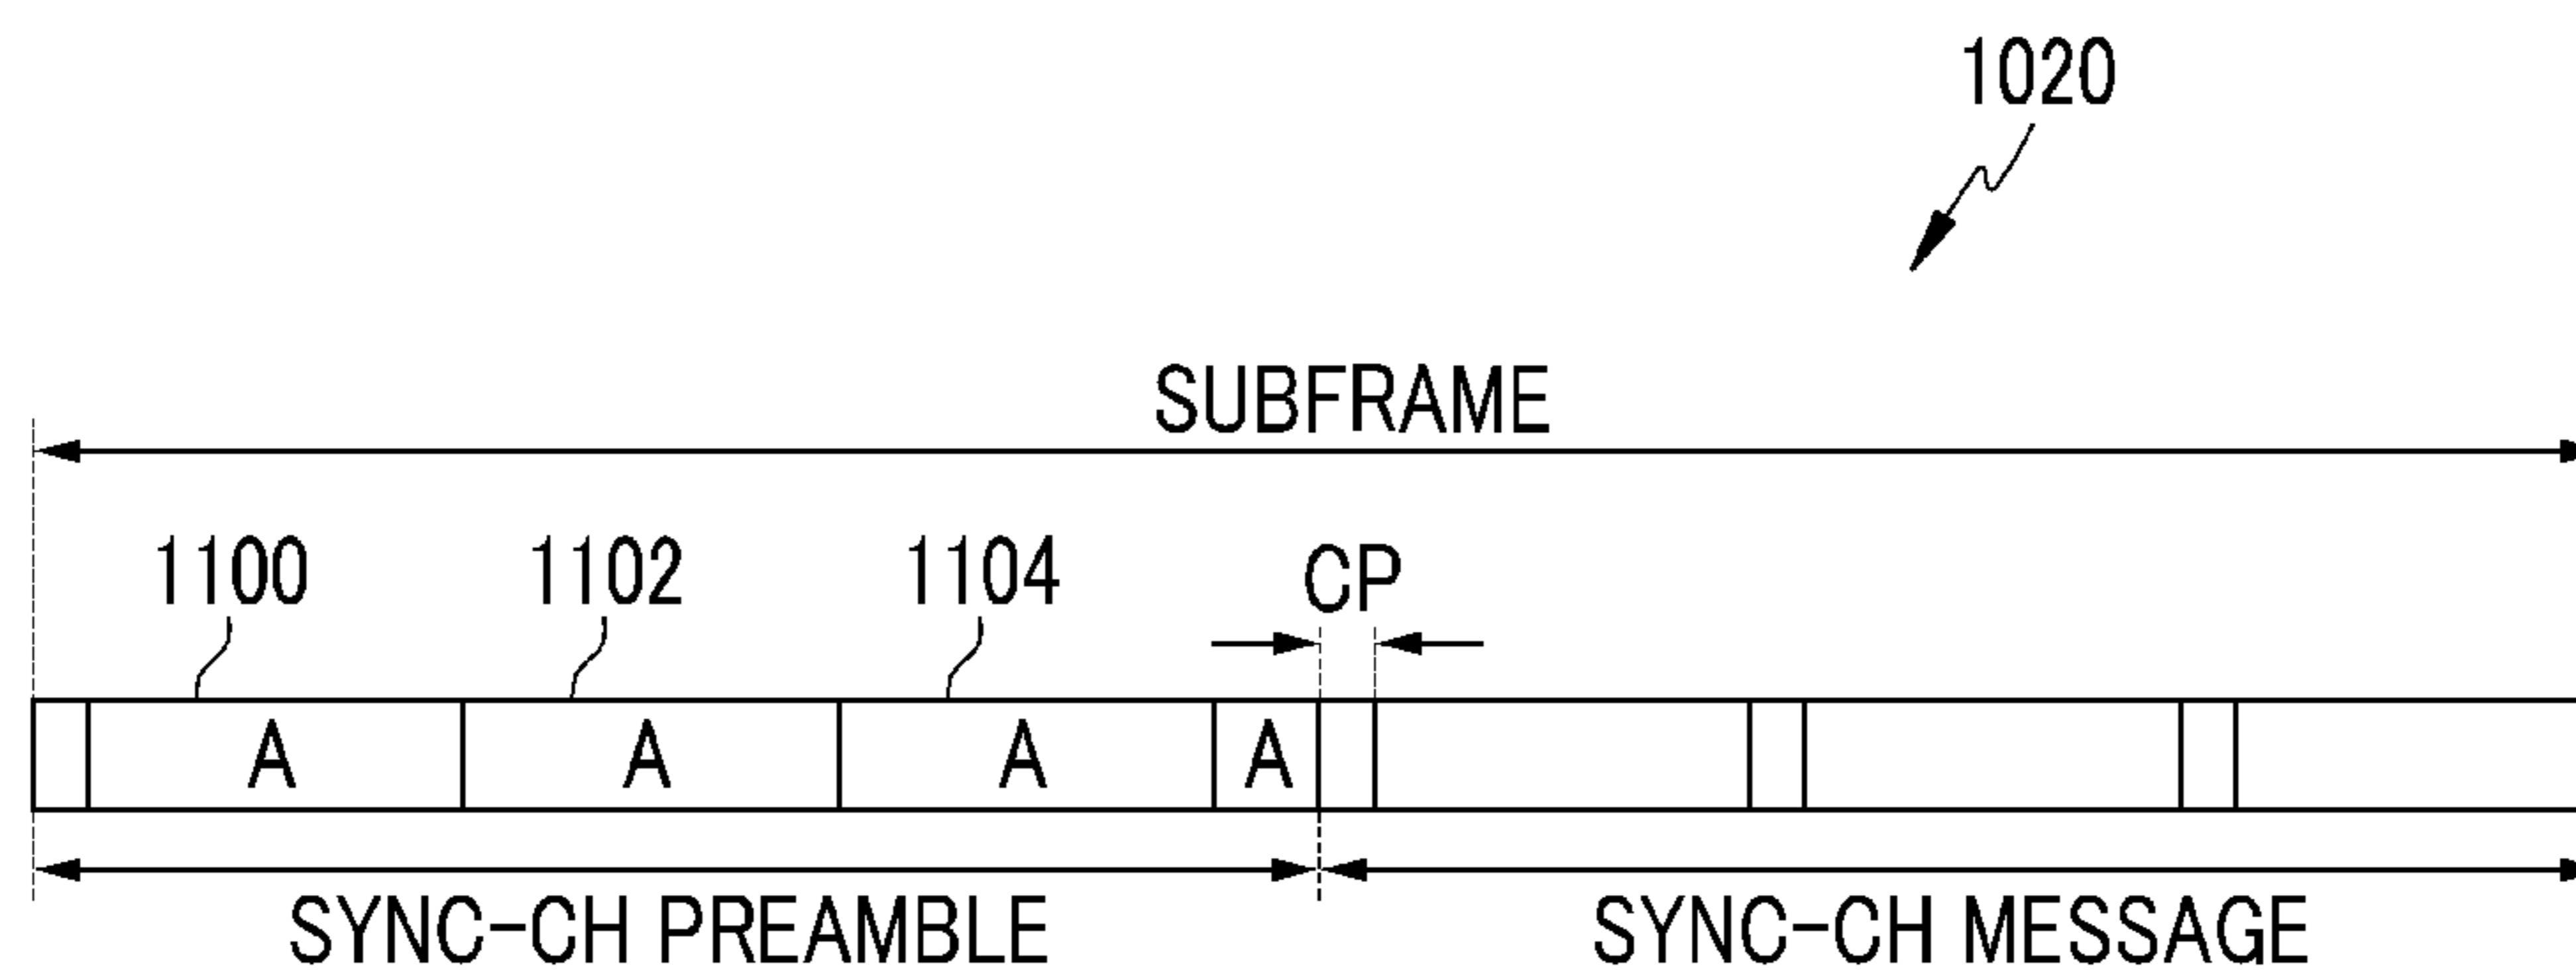 1020
SUBFRAME
1100 1102 1104 CP
A A A A
SYNC-CH PREAMBLE SYNC-CH MESSAGE